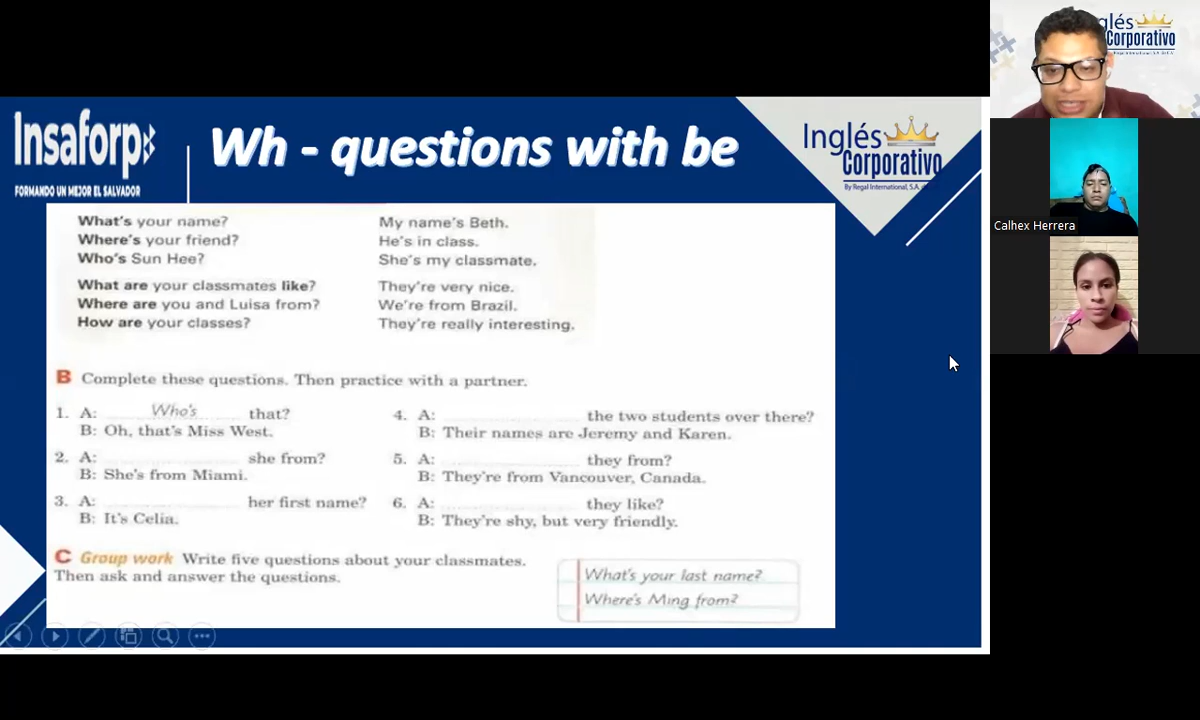 Insaforp
FORMANDO UN MEJOR EL SALVADOR
Wh - questions with be
Inglés
Corporativo
By Regal International, S.A. de
What's your name? My name's Beth.
Where's your friend? He's in class.
Who's Sun Hee? She's my classmate.
What are your classmates like? They're very nice.
Where are you and Luisa from? We're from Brazil.
How are your classes? They're really interesting.
B Complete these questions. Then practice with a partner.
1. A: Who's that?
B: Oh, that's Miss West.
2. A: she from?
B: She's from Miami.
3. A: her first name?
B: It's Celia.
4. A: the two students over there?
B: Their names are Jeremy and Karen.
5. A: they from?
B: They're from Vancouver, Canada.
6. A: they like?
B: They're shy, but very friendly.
C Group work Write five questions about your classmates.
Then ask and answer the questions.
What's your last name?
Where's Ming from?
glés
Corporativo
Calhex Herrera